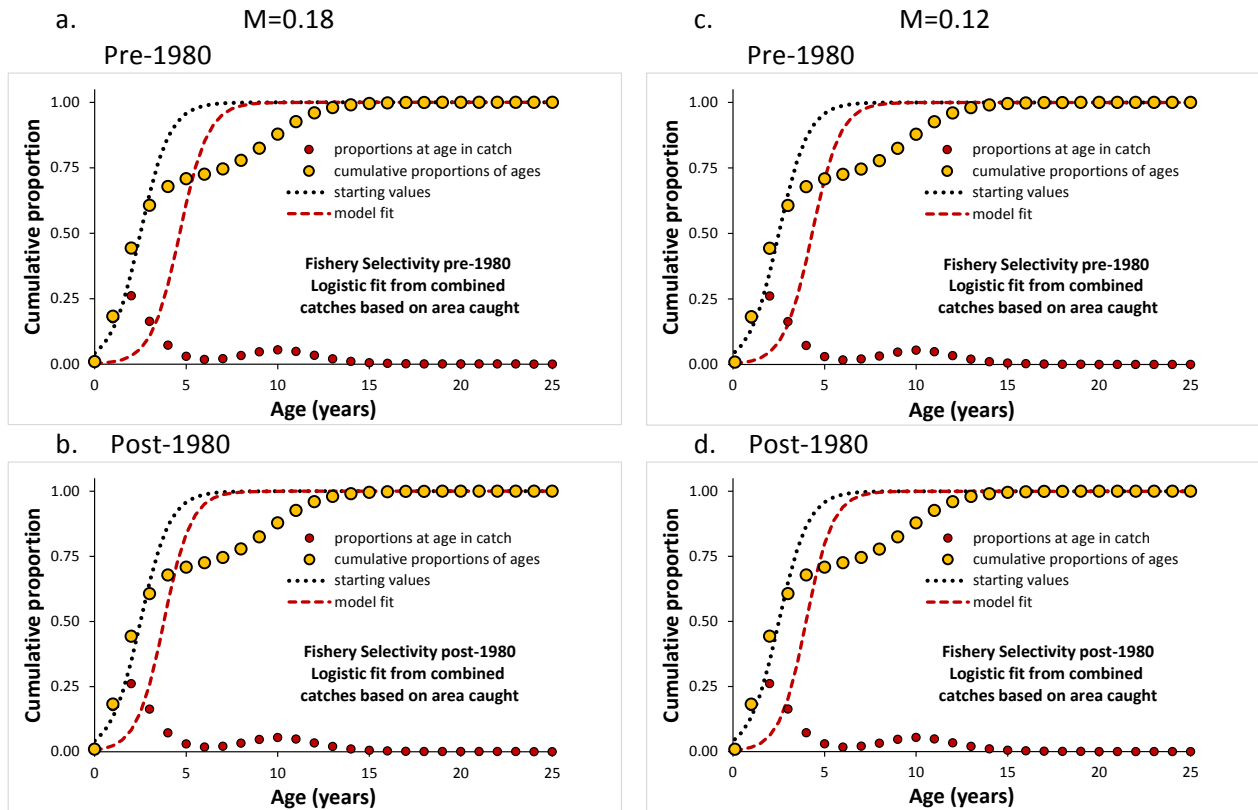 a. M=0.18
Pre-1980
1.00
0.75
0.50
0.25
0.00
Cumulative proportion
proportions at age in catch
cumulative proportions of ages
starting values
model fit
Fishery Selectivity pre-1980
Logistic fit from combined
catches based on area caught
0 5 10 15 20 25
Age (years)
b. Post-1980
1.00
0.75
0.50
0.25
0.00
Cumulative proportion
proportions at age in catch
cumulative proportions of ages
starting values
model fit
Fishery Selectivity post-1980
Logistic fit from combined
catches based on area caught
0 5 10 15 20 25
Age (years)
c. M=0.12
Pre-1980
1.00
0.75
0.50
0.25
0.00
Cumulative proportion
proportions at age in catch
cumulative proportions of ages
starting values
model fit
Fishery Selectivity pre-1980
Logistic fit from combined
catches based on area caught
0 5 10 15 20 25
Age (years)
d. Post-1980
1.00
0.75
0.50
0.25
0.00
Cumulative proportion
proportions at age in catch
cumulative proportions of ages
starting values
model fit
Fishery Selectivity post-1980
Logistic fit from combined
catches based on area caught
0 5 10 15 20 25
Age (years)